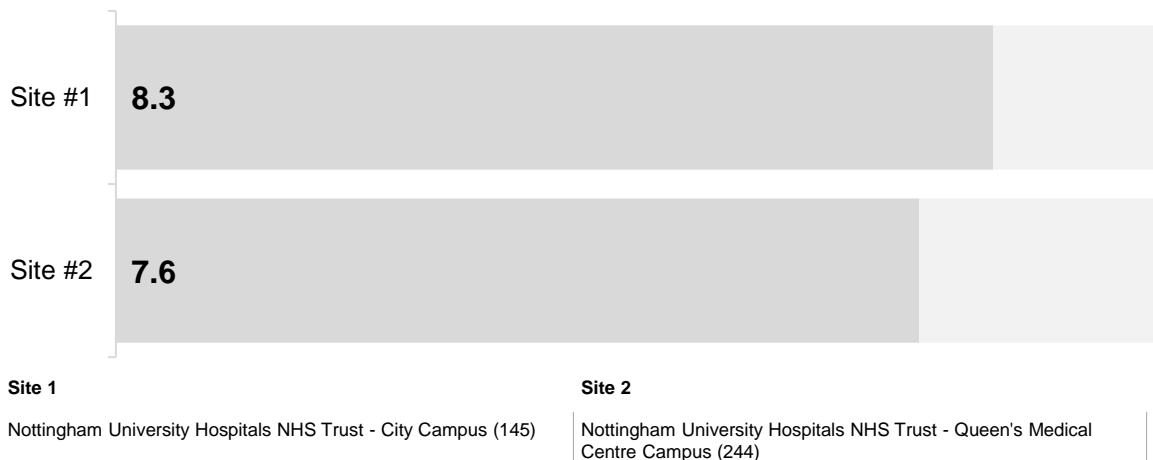 Site #1
8.3
Site #2
7.6
Site 1
Nottingham University Hospitals NHS Trust - City Campus (145)
Site 2
Nottingham University Hospitals NHS Trust - Queen's Medical
Centre Campus (244)